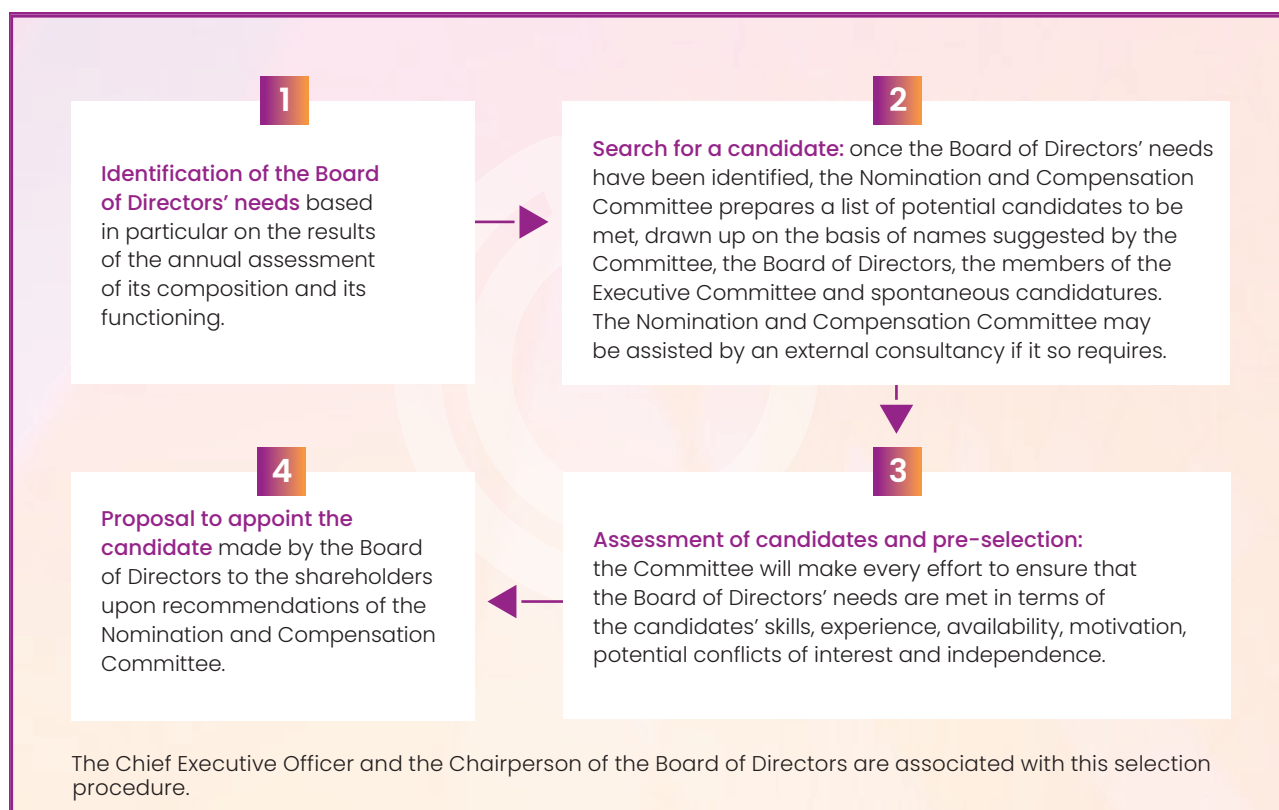 1
Identification of the Board
of Directors’ needs based
in particular on the results
of the annual assessment
of its composition and its
functioning.
2
Search for a candidate: once the Board of Directors’ needs
have been identified, the Nomination and Compensation
Committee prepares a list of potential candidates to be
met, drawn up on the basis of names suggested by the
Committee, the Board of Directors, the members of the
Executive Committee and spontaneous candidatures.
The Nomination and Compensation Committee may
be assisted by an external consultancy if it so requires.
3
Assessment of candidates and pre-selection:
the Committee will make every effort to ensure that
the Board of Directors’ needs are met in terms of
the candidates’ skills, experience, availability, motivation,
potential conflicts of interest and independence.
4
Proposal to appoint the
candidate made by the Board
of Directors to the shareholders
upon recommendations of the
Nomination and Compensation
Committee.
The Chief Executive Officer and the Chairperson of the Board of Directors are associated with this selection
procedure.